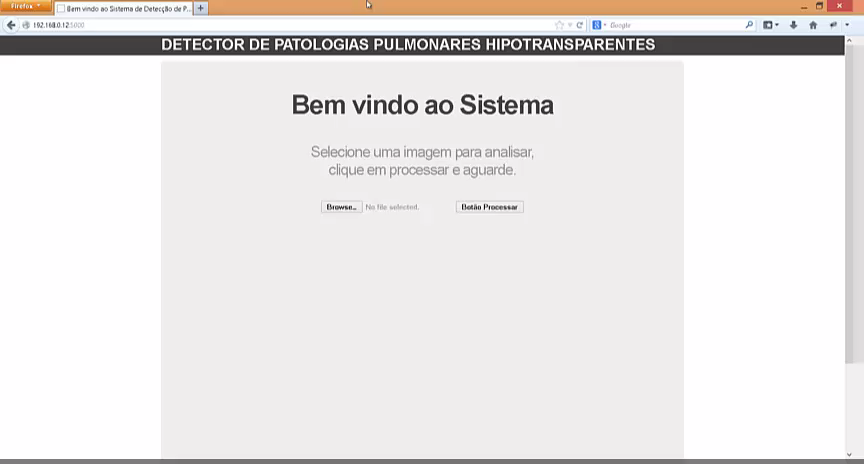 Firefox
Bem vindo ao Sistema de Detecção de P...
192.168.0.12:5000
Google
DETECTOR DE PATOLOGIAS PULMONARES HIPOTRANSPARENTES
Bem vindo ao Sistema
Selecione uma imagem para analisar,
clique em processar e aguarde.
Browse.. No file selected. Botão Processar